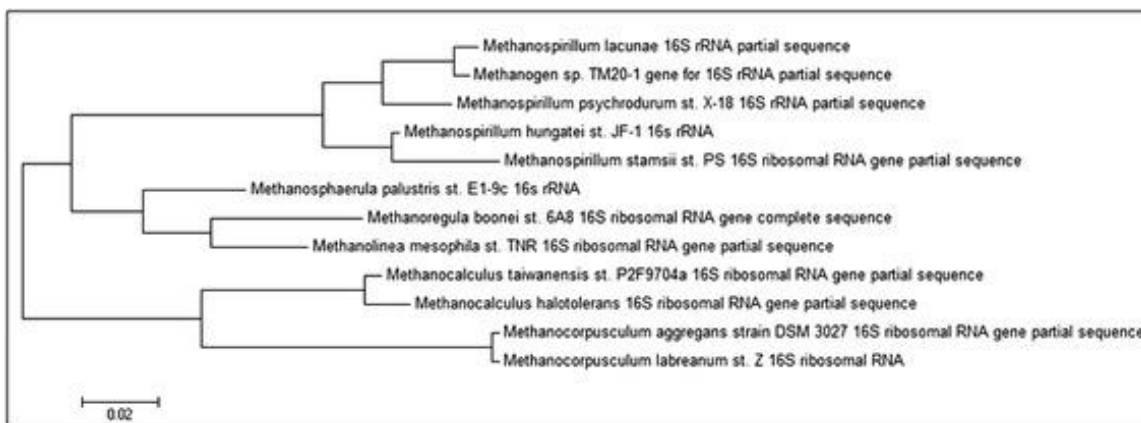 Methanospirillum lacunae 16S rRNA partial sequence
Methanogen sp. TM20-1 gene for 16S rRNA partial sequence
Methanospirillum psychrodurum st. X-18 16S rRNA partial sequence
Methanospirillum hungatei st. JF-1 16s rRNA
Methanospirillum stamsii st. PS 16S ribosomal RNA gene partial sequence
Methanosphaerula palustris st. E1-9c 16s rRNA
Methanoregula boonei st. 6A8 16S ribosomal RNA gene complete sequence
Methanolinea mesophila st. TNR 16S ribosomal RNA gene partial sequence
Methanocalculus taiwanensis st. P2F9704a 16S ribosomal RNA gene partial sequence
Methanocalculus halotolerans 16S ribosomal RNA gene partial sequence
Methanocorpusculum aggregans strain DSM 3027 16S ribosomal RNA gene partial sequence
Methanocorpusculum labreanum st. Z 16S ribosomal RNA
0.02